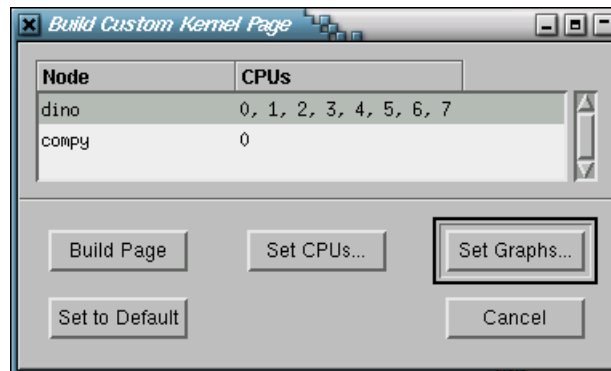 Build Custom Kernel Page
Node CPUs
dino 0, 1, 2, 3, 4, 5, 6, 7
compy 0
Build Page Set CPUs... Set Graphs...
Set to Default Cancel